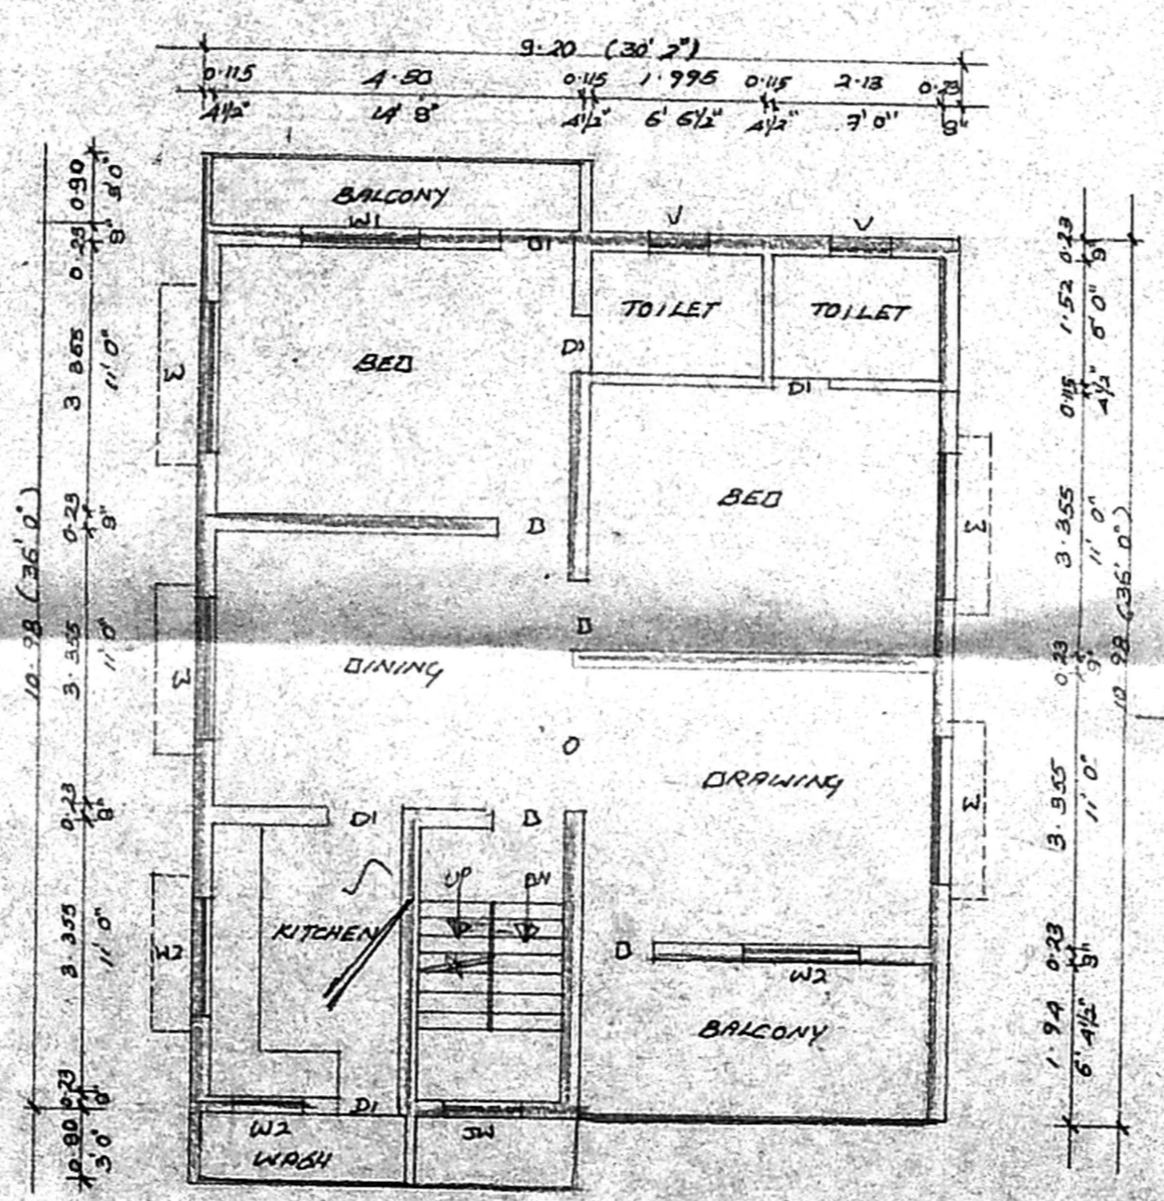 9.20 (30' 2")
0.115 4.50 0.115 1.995 0.115 2.13 0.23
4½" 14' 9" 4½" 6' 6½" 4½" 7' 0" 9"
BALCONY
W1 D1 V V
TOILET TOILET
BED
D1
D1
W
BED
D
W
D
DINING
W
O
DRAWING
W
D1 D
UP DN
KITCHEN
W2
D
W2
BALCONY
D1
W2 SW
WASH
10.98 (36' 0")
0.90 3' 0"
0.23 9"
3.355 11' 0"
0.23 9"
3.355 11' 0"
0.23 9"
3.355 11' 0"
0.23 9"
0.90 3' 0"
0.23 9"
1.52 5' 0"
0.115 4½"
3.355 11' 0"
0.23 9"
3.355 11' 0"
0.23 9"
1.94 6' 4½"
10.98 (36' 0")